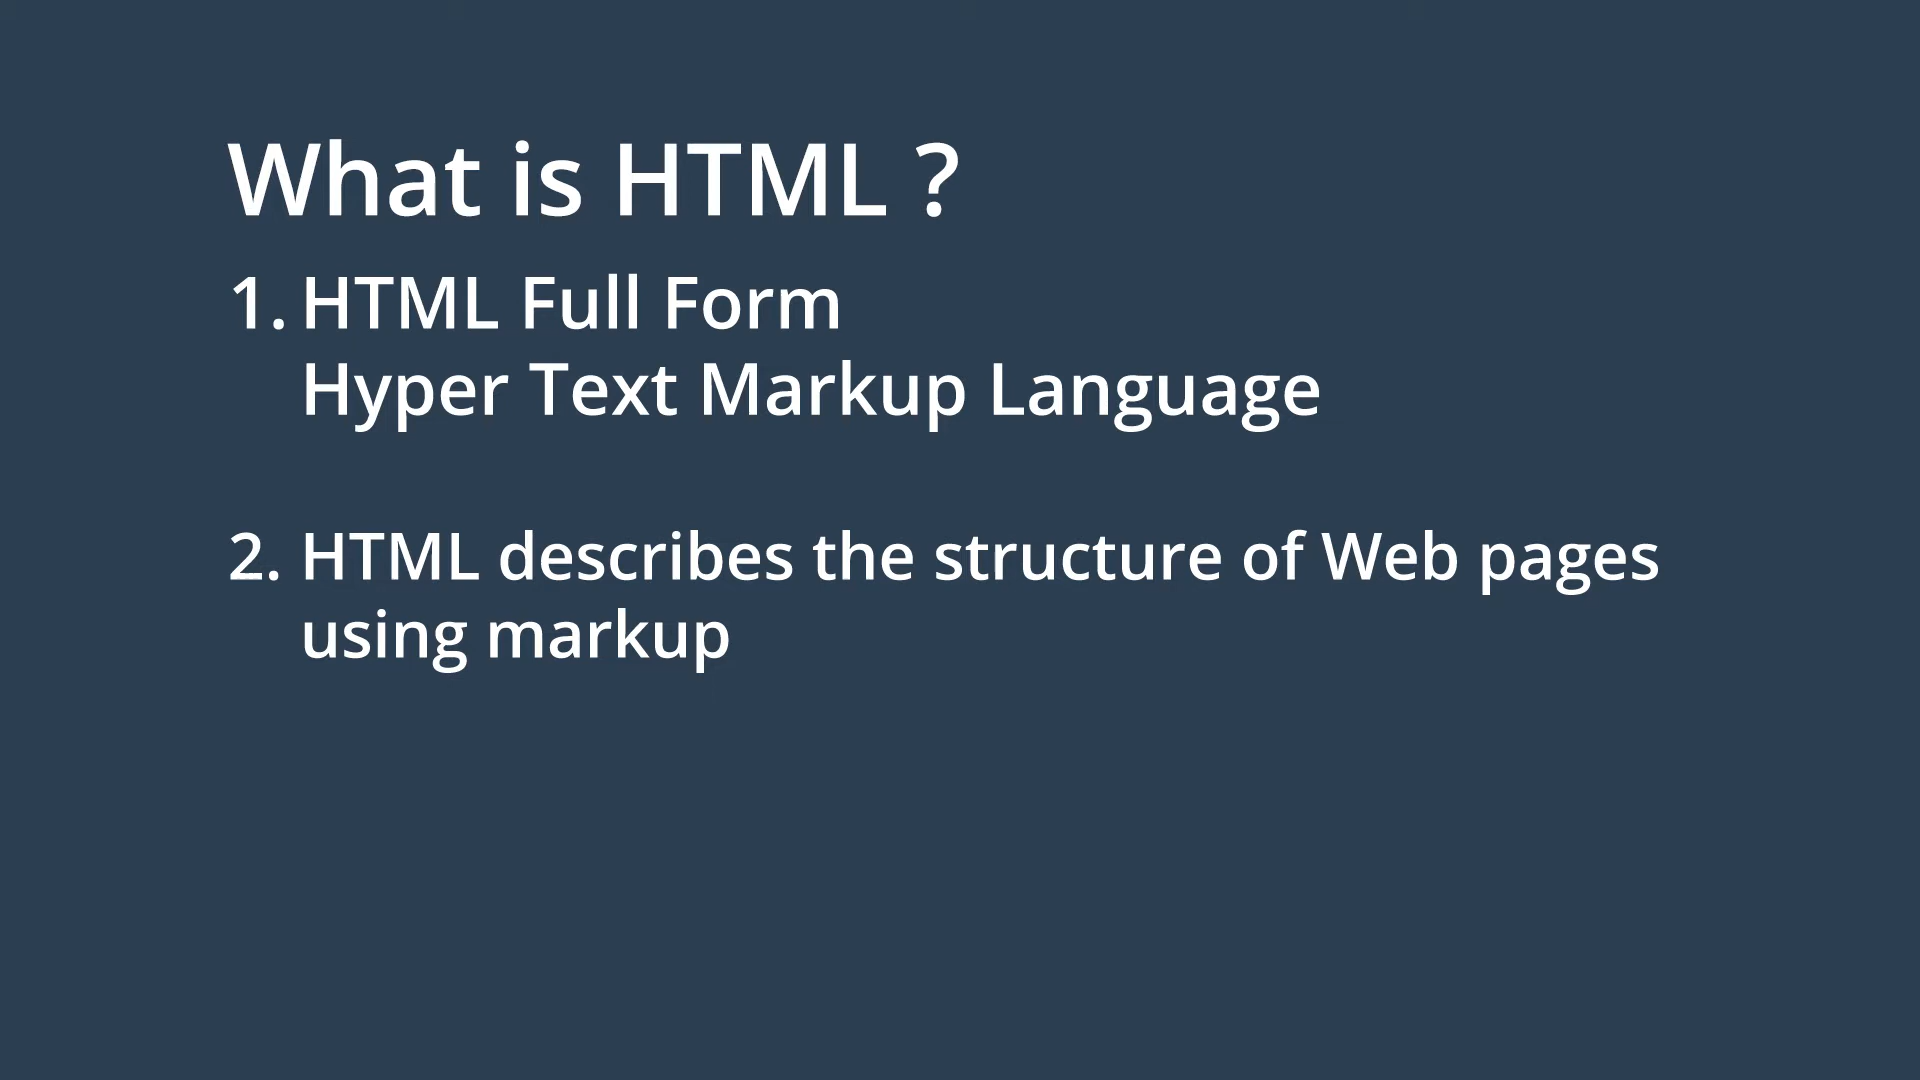 What is HTML ?
1. HTML Full Form
Hyper Text Markup Language
2. HTML describes the structure of Web pages
using markup